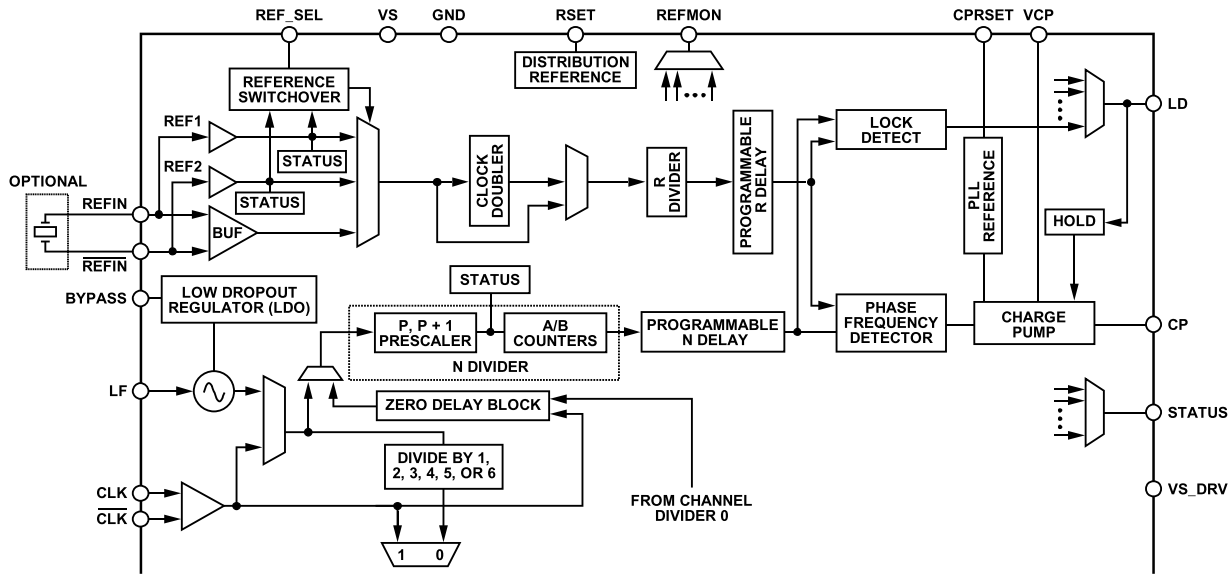 REF_SEL
VS
GND
RSET
REFMON
CPRSET
VCP
DISTRIBUTION
REFERENCE
REFERENCE
SWITCHOVER
REF1
STATUS
REF2
STATUS
OPTIONAL
REFIN
BUF
REFIN
CLOCK
DOUBLER
R
DIVIDER
PROGRAMMABLE
R DELAY
LOCK
DETECT
LD
PLL
REFERENCE
HOLD
BYPASS
LOW DROPOUT
REGULATOR (LDO)
STATUS
P, P + 1
PRESCALER
A/B
COUNTERS
N DIVIDER
PROGRAMMABLE
N DELAY
PHASE
FREQUENCY
DETECTOR
CHARGE
PUMP
CP
LF
ZERO DELAY BLOCK
STATUS
DIVIDE BY 1,
2, 3, 4, 5, OR 6
CLK
CLK
FROM CHANNEL
DIVIDER 0
VS_DRV
1 0